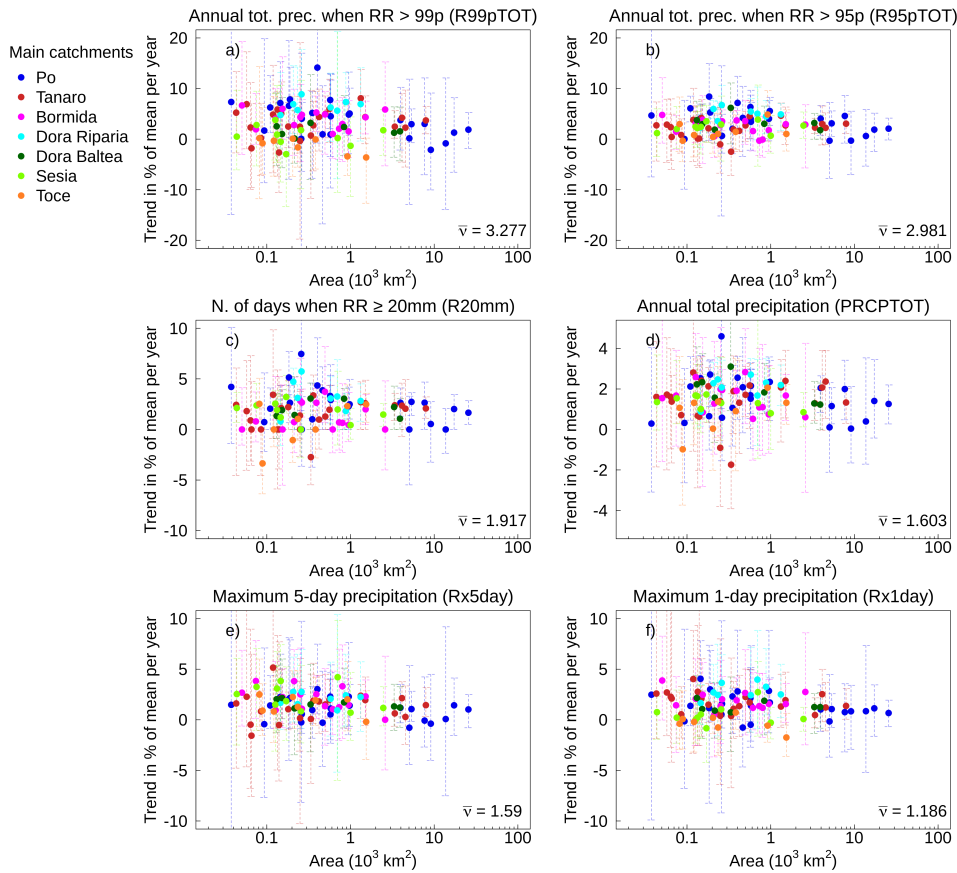 Annual tot. prec. when RR > 99p (R99pTOT)
Annual tot. prec. when RR > 95p (R95pTOT)
Main catchments
Po
Tanaro
Bormida
Dora Riparia
Dora Baltea
Sesia
Toce
a)
Trend in % of mean per year
20
10
0
-10
-20
ν̅ = 3.277
0.1 1 10 100
Area (10³ km²)
b)
Trend in % of mean per year
20
10
0
-10
-20
ν̅ = 2.981
0.1 1 10 100
Area (10³ km²)
N. of days when RR ≥ 20mm (R20mm)
Annual total precipitation (PRCPTOT)
c)
Trend in % of mean per year
10
5
0
-5
-10
ν̅ = 1.917
0.1 1 10 100
Area (10³ km²)
d)
Trend in % of mean per year
4
2
0
-2
-4
ν̅ = 1.603
0.1 1 10 100
Area (10³ km²)
Maximum 5-day precipitation (Rx5day)
Maximum 1-day precipitation (Rx1day)
e)
Trend in % of mean per year
10
5
0
-5
-10
ν̅ = 1.59
0.1 1 10 100
Area (10³ km²)
f)
Trend in % of mean per year
10
5
0
-5
-10
ν̅ = 1.186
0.1 1 10 100
Area (10³ km²)